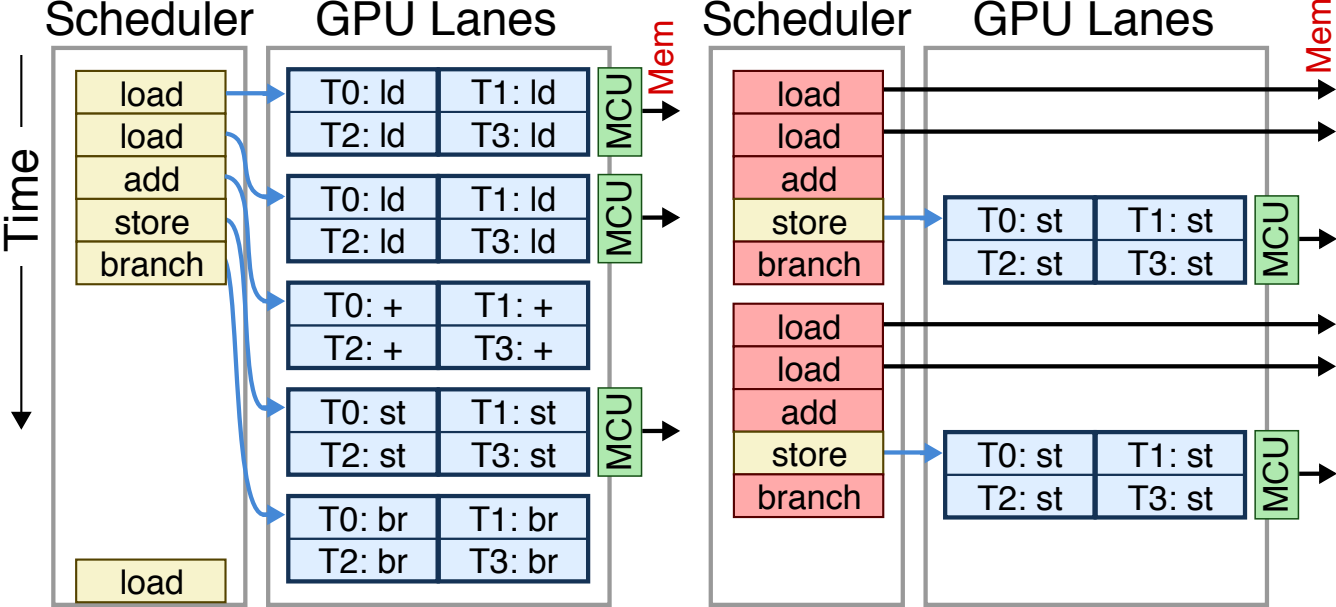 Scheduler GPU Lanes
Mem
Time
load
load
add
store
branch
load
T0: ld T1: ld
T2: ld T3: ld
MCU
T0: ld T1: ld
T2: ld T3: ld
MCU
T0: + T1: +
T2: + T3: +
T0: st T1: st
T2: st T3: st
MCU
T0: br T1: br
T2: br T3: br
Scheduler GPU Lanes
Mem
load
load
add
store
branch
load
load
add
store
branch
T0: st T1: st
T2: st T3: st
MCU
T0: st T1: st
T2: st T3: st
MCU